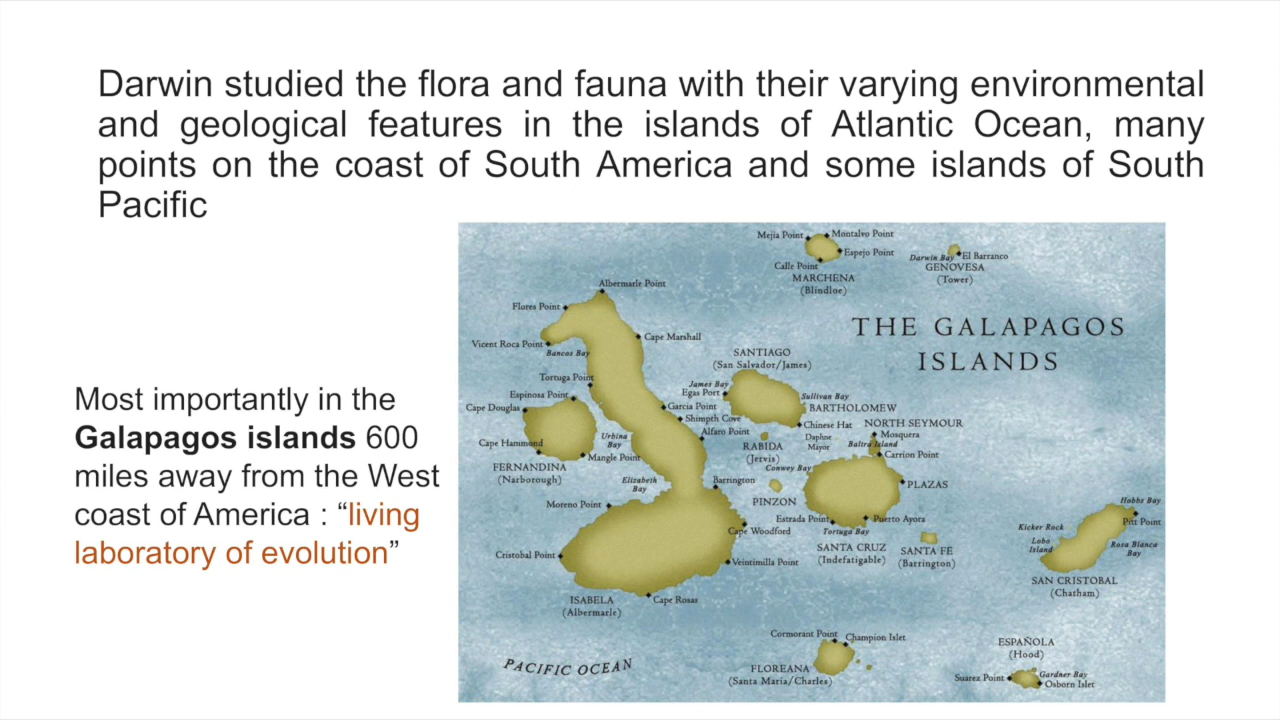 Darwin studied the flora and fauna with their varying environmental
and geological features in the islands of Atlantic Ocean, many
points on the coast of South America and some islands of South
Pacific
Most importantly in the
Galapagos islands 600
miles away from the West
coast of America : “living
laboratory of evolution”
THE GALAPAGOS
ISLANDS
Mejia Point
Montalvo Point
Espejo Point
Calle Point
MARCHENA
(Blindloe)
Darwin Bay
El Barranco
GENOVESA
(Tower)
Albermarle Point
Flores Point
Cape Marshall
Vicent Roca Point
Bancos Bay
SANTIAGO
(San Salvador/James)
Tortuga Point
James Bay
Egas Port
Espinosa Point
Sullivan Bay
Cape Douglas
Garcia Point
BARTHOLOMEW
Shimpth Cove
Chinese Hat
NORTH SEYMOUR
Alfaro Point
Daphne
Mayor
Mosquera
Baltra Island
Cape Hammond
Urbina
Bay
RABIDA
(Jervis)
Carrion Point
Mangle Point
Conwey Bay
FERNANDINA
(Narborough)
Elizabeth
Bay
Barrington
PLAZAS
PINZON
Moreno Point
Hobbs Bay
Pitt Point
Estrada Point
Puerto Ayora
Cape Woodford
Tortuga Bay
Kicker Rock
Lobo
Island
Rosa Blanca
Bay
Cristobal Point
Veintimilla Point
SANTA CRUZ
(Indefatigable)
SANTA FE
(Barrington)
SAN CRISTOBAL
(Chatham)
ISABELA
(Albermarle)
Cape Rosas
Cormorant Point
Champion Islet
ESPAÑOLA
(Hood)
PACIFIC OCEAN
FLOREANA
(Santa Maria/Charles)
Suarez Point
Gardner Bay
Osborn Islet